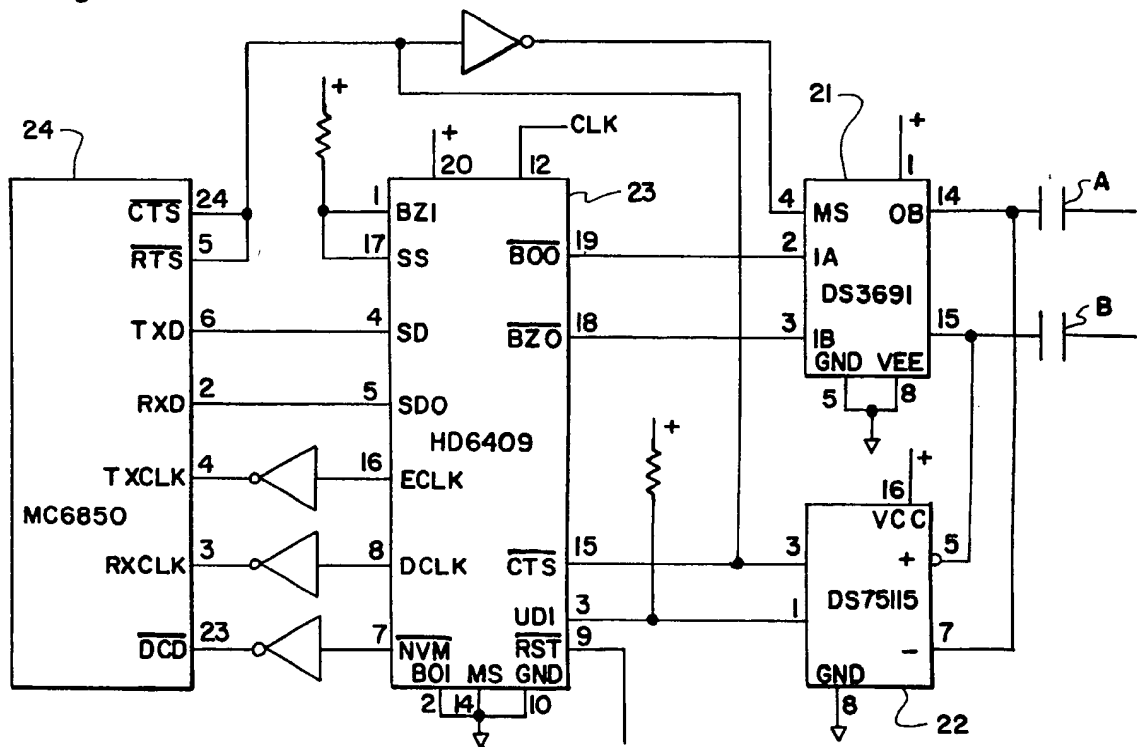 +
CLK
24
+
20
12
21
+
1
23
24
CTS
5
RTS
1
BZI
17
SS
BOO
19
4
MS
OB
14
A
2
IA
DS3691
TXD
6
4
SD
BZO
18
3
IB
15
B
GND
VEE
5
8
RXD
2
5
SDO
HD6409
+
TXCLK
4
16
ECLK
+
16
VCC
MC6850
RXCLK
3
8
DCLK
CTS
15
3
+
5
DS75115
UDI
3
1
DCD
23
7
NVM
RST
9
7
-
BOI
MS
GND
2
14
10
GND
8
22